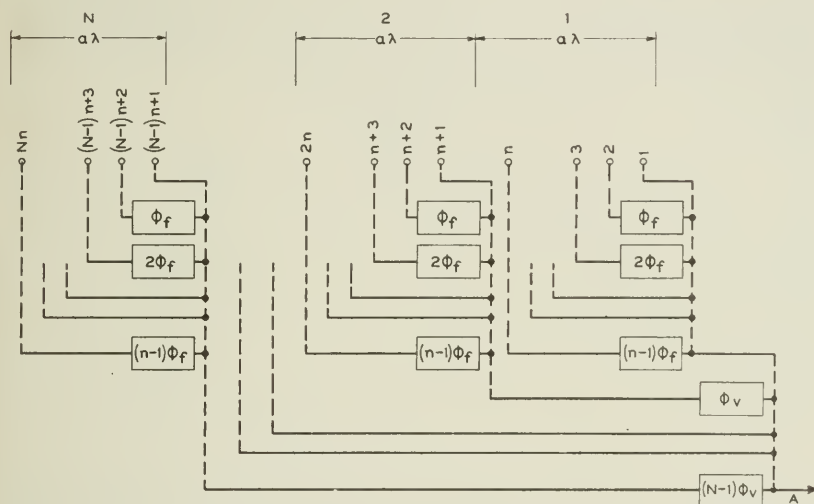 N 2 1
aλ aλ aλ
Nn (N-1)n+3 (N-1)n+2 (N-1)n+1 2n n+3 n+2 n+1 n 3 2 1
Φf Φf Φf
2Φf 2Φf 2Φf
(n-1)Φf (n-1)Φf (n-1)Φf
Φv
(N-1)Φv A